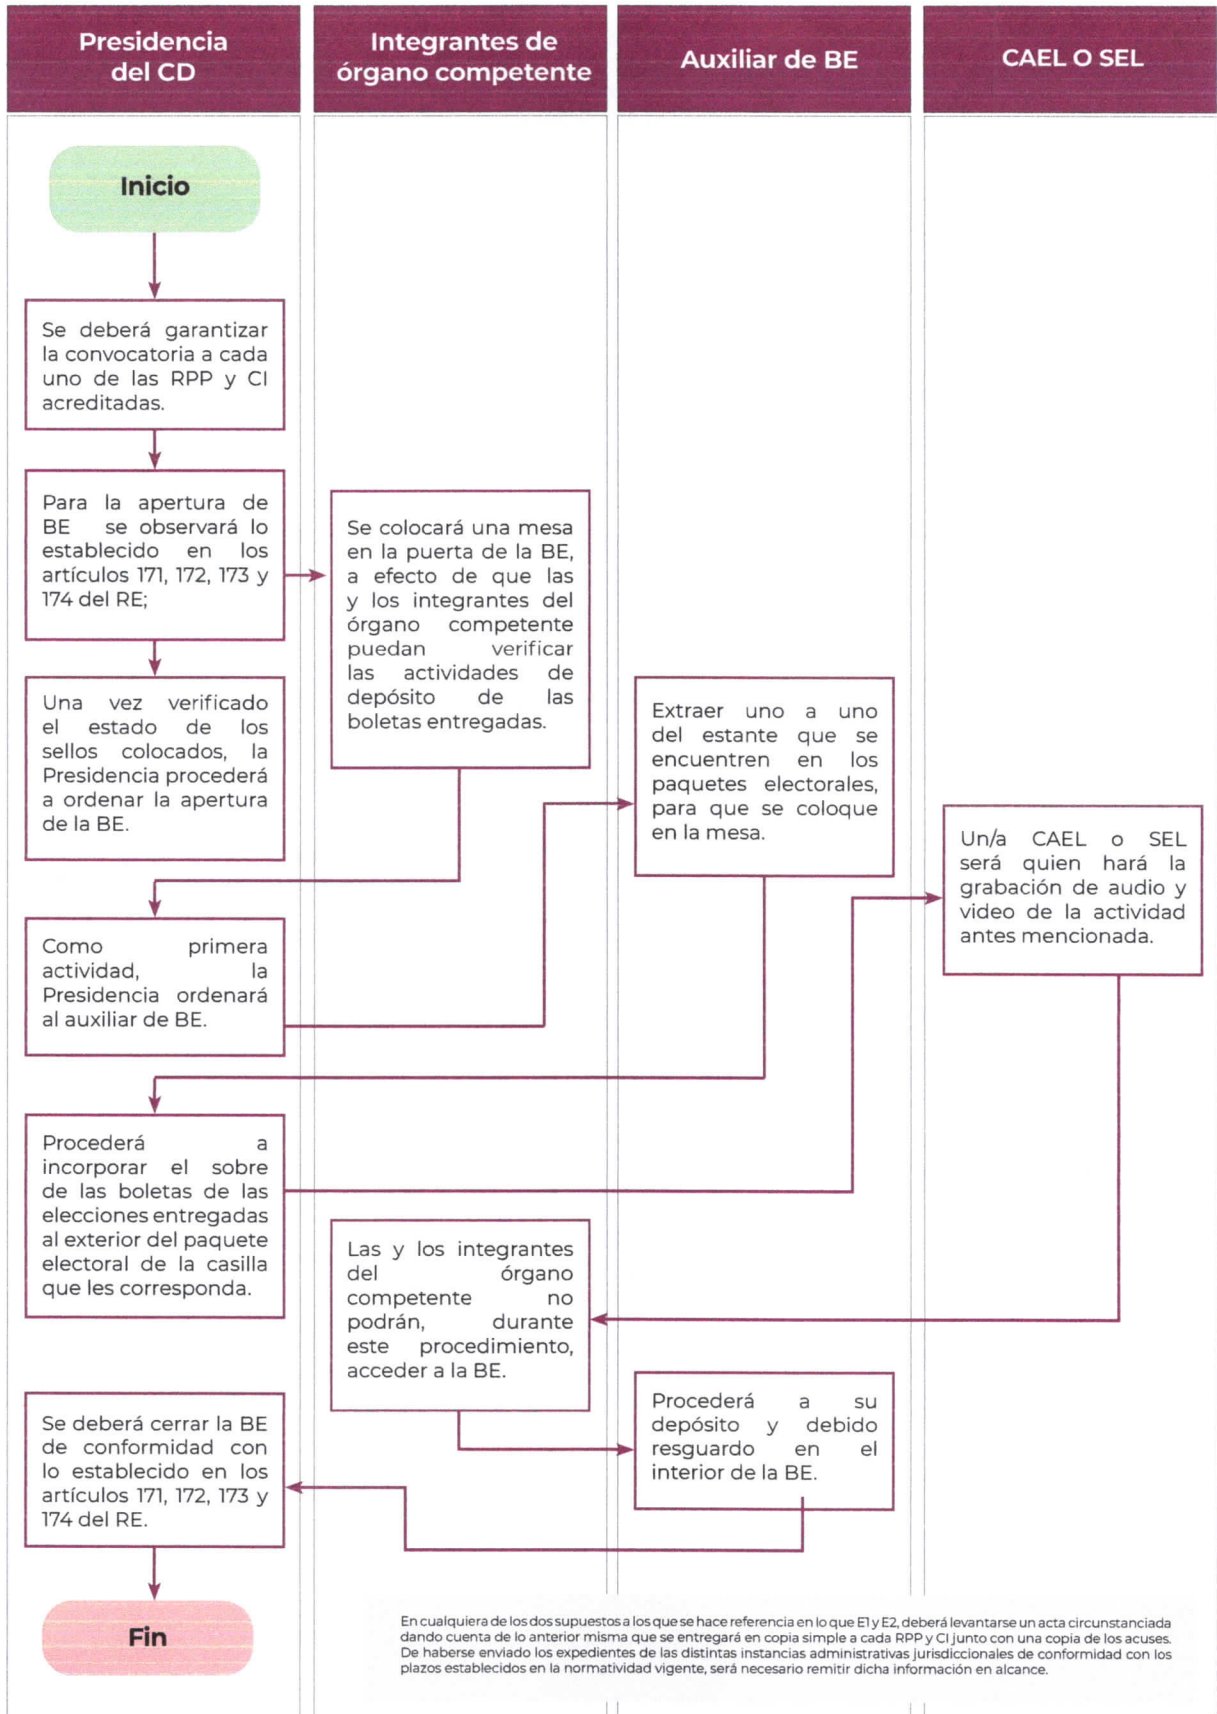 Presidencia
del CD
Integrantes de
órgano competente
Auxiliar de BE
CAEL O SEL
Inicio
Se deberá garantizar
la convocatoria a cada
uno de las RPP y CI
acreditadas.
Para la apertura de
BE se observará lo
establecido en los
artículos 171, 172, 173 y
174 del RE;
Se colocará una mesa
en la puerta de la BE,
a efecto de que las
y los integrantes del
órgano competente
puedan verificar
las actividades de
depósito de las
boletas entregadas.
Una vez verificado
el estado de los
sellos colocados, la
Presidencia procederá
a ordenar la apertura
de la BE.
Extraer uno a uno
del estante que se
encuentren en los
paquetes electorales,
para que se coloque
en la mesa.
Un/a CAEL o SEL
será quien hará la
grabación de audio y
video de la actividad
antes mencionada.
Como primera
actividad, la
Presidencia ordenará
al auxiliar de BE.
Procederá a
incorporar el sobre
de las boletas de las
elecciones entregadas
al exterior del paquete
electoral de la casilla
que les corresponda.
Las y los integrantes
del órgano
competente no
podrán, durante
este procedimiento,
acceder a la BE.
Procederá a su
depósito y debido
resguardo en el
interior de la BE.
Se deberá cerrar la BE
de conformidad con
lo establecido en los
artículos 171, 172, 173 y
174 del RE.
Fin
En cualquiera de los dos supuestos a los que se hace referencia en lo que E1 y E2, deberá levantarse un acta circunstanciada
dando cuenta de lo anterior misma que se entregará en copia simple a cada RPP y CI junto con una copia de los acuses.
De haberse enviado los expedientes de las distintas instancias administrativas jurisdiccionales de conformidad con los
plazos establecidos en la normatividad vigente, será necesario remitir dicha información en alcance.